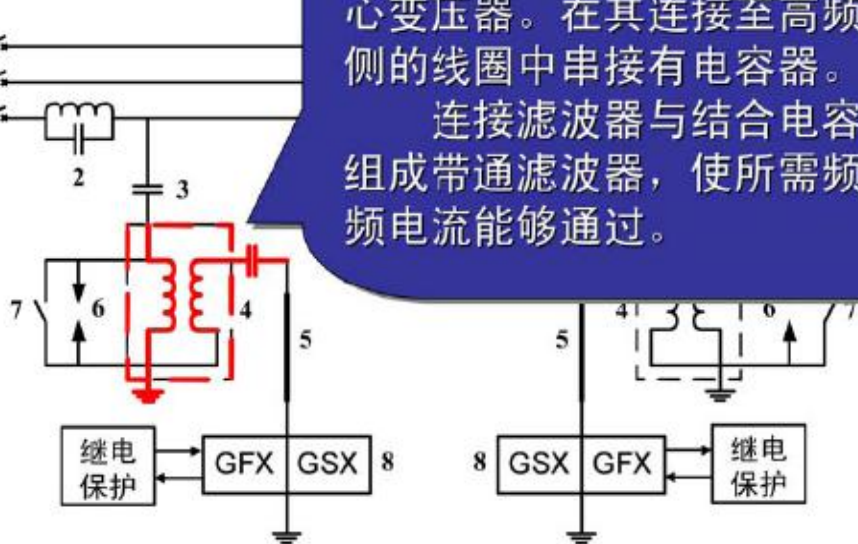 心变压器。在其连接至高频
侧的线圈中串接有电容器。
连接滤波器与结合电容
组成带通滤波器，使所需频
频电流能够通过。
2
3
7
6
4
5
5
4
6
7
继电
保护
GFX
GSX
8
8
GSX
GFX
继电
保护